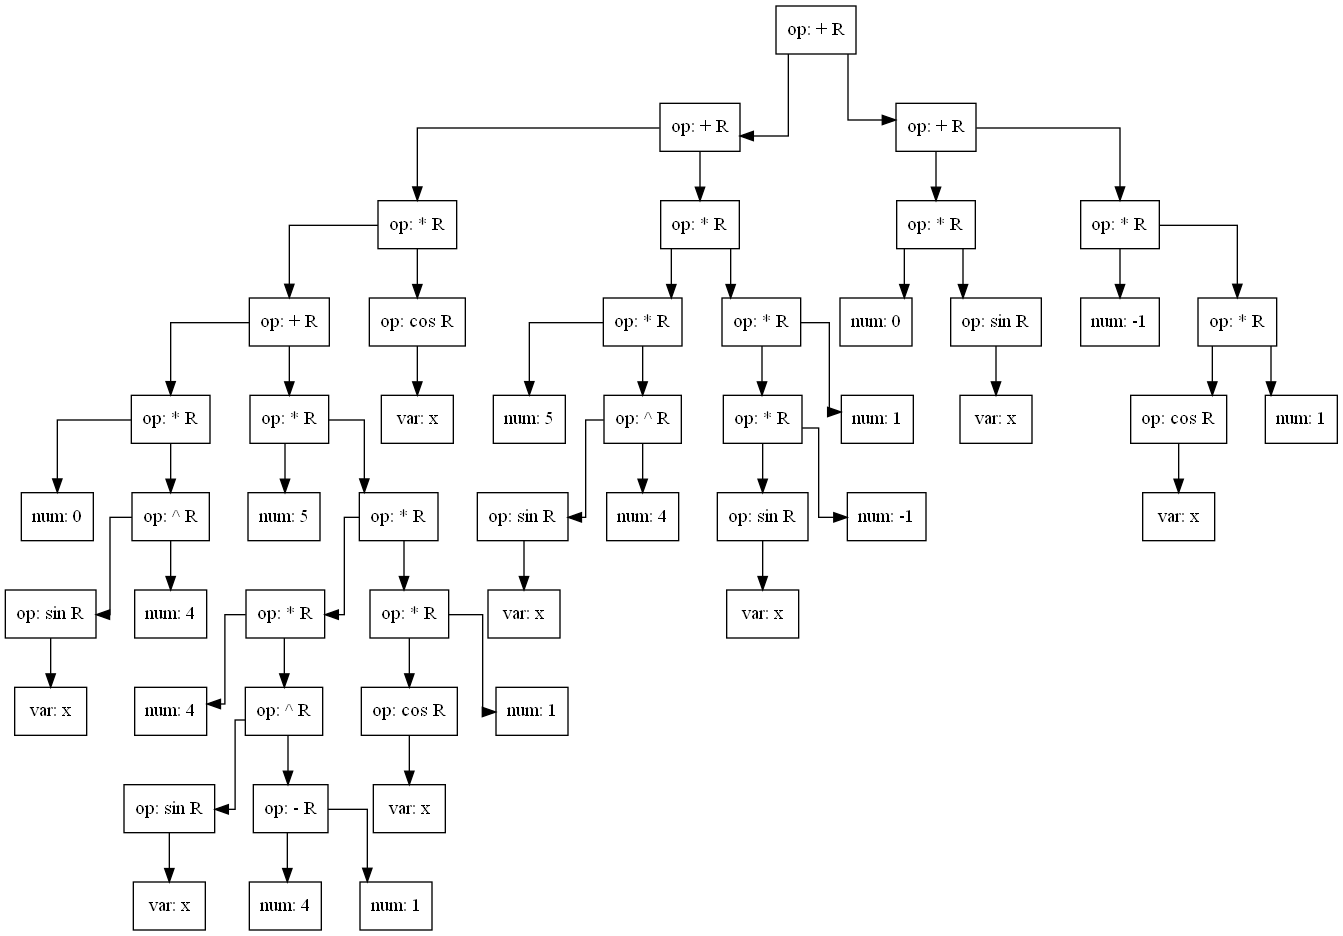 op: + R
op: + R
op: + R
op: * R
op: * R
op: * R
op: * R
op: + R
op: cos R
op: * R
op: * R
num: 0
op: sin R
num: -1
op: * R
op: * R
op: * R
var: x
num: 5
op: ^ R
op: * R
num: 1
var: x
op: cos R
num: 1
num: 0
op: ^ R
num: 5
op: * R
op: sin R
num: 4
op: sin R
num: -1
var: x
op: sin R
num: 4
op: * R
op: * R
var: x
var: x
var: x
num: 4
op: ^ R
op: cos R
num: 1
op: sin R
op: - R
var: x
var: x
num: 4
num: 1